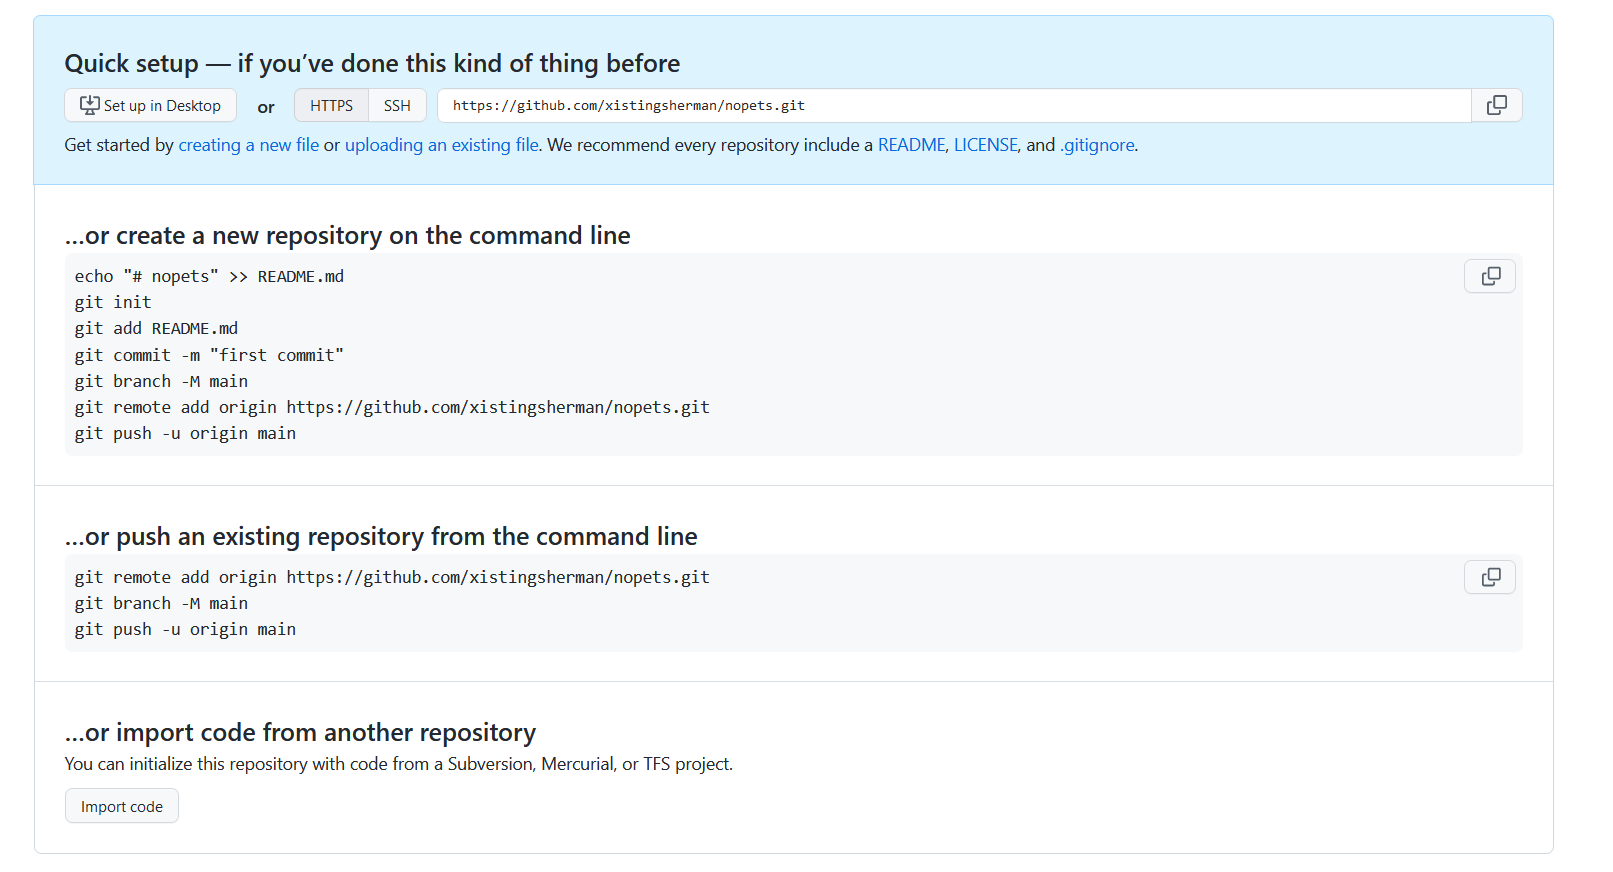 Quick setup — if you’ve done this kind of thing before
Set up in Desktop or HTTPS SSH https://github.com/xistingsherman/nopets.git
Get started by creating a new file or uploading an existing file. We recommend every repository include a README, LICENSE, and .gitignore.
…or create a new repository on the command line
echo "# nopets" >> README.md
git init
git add README.md
git commit -m "first commit"
git branch -M main
git remote add origin https://github.com/xistingsherman/nopets.git
git push -u origin main
…or push an existing repository from the command line
git remote add origin https://github.com/xistingsherman/nopets.git
git branch -M main
git push -u origin main
…or import code from another repository
You can initialize this repository with code from a Subversion, Mercurial, or TFS project.
Import code